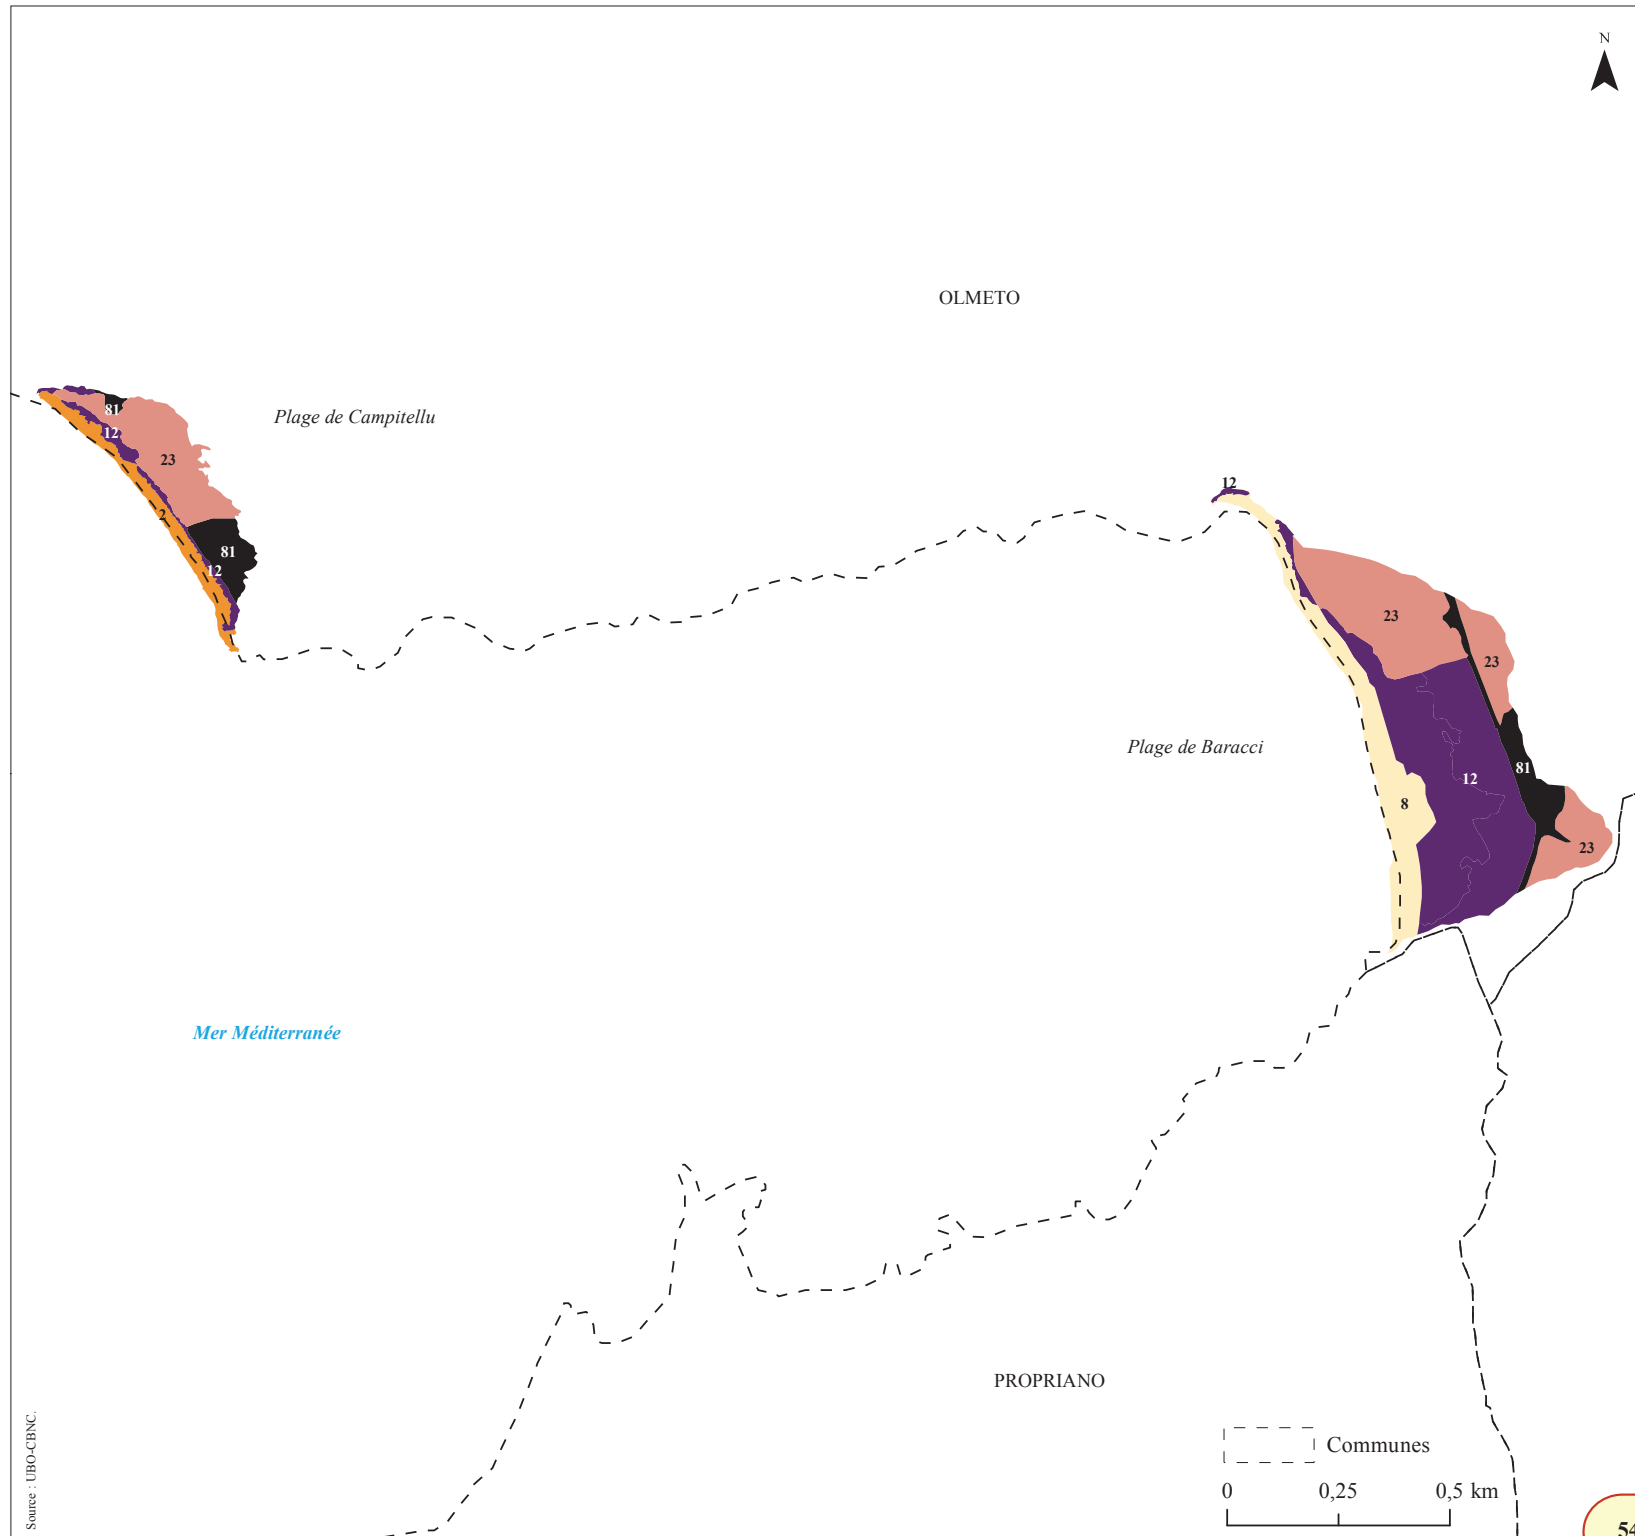 N
OLMETO
81
Plage de Campitellu
12
23
2
81
12
12
23
23
Plage de Baracci
81
12
8
23
Mer Méditerranée
PROPRIANO
Communes
0 0,25 0,5 km
Source : UBO-CBNC.